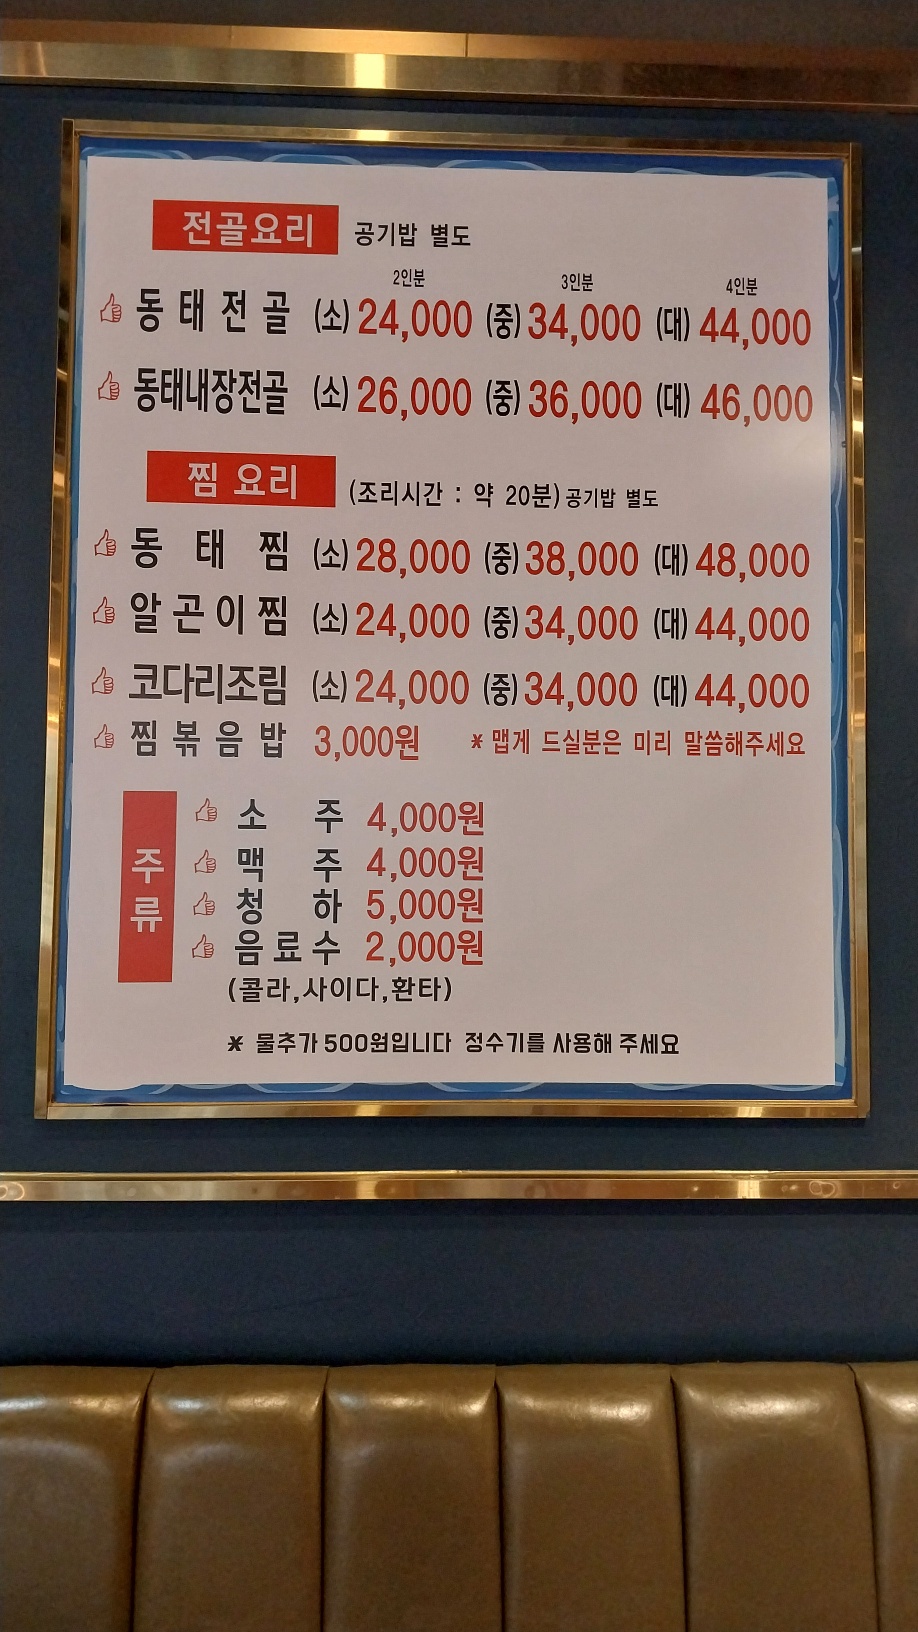 전골요리 공기밥 별도
2인분 3인분 4인분
동태전골 (소) 24,000 (중) 34,000 (대) 44,000
동태내장전골 (소) 26,000 (중) 36,000 (대) 46,000
찜 요리 (조리시간 : 약 20분) 공기밥 별도
동 태 찜 (소) 28,000 (중) 38,000 (대) 48,000
알곤이찜 (소) 24,000 (중) 34,000 (대) 44,000
코다리조림 (소) 24,000 (중) 34,000 (대) 44,000
찜볶음밥 3,000원 * 맵게 드실분은 미리 말씀해주세요
주류
소 주 4,000원
맥 주 4,000원
청 하 5,000원
음료수 2,000원
(콜라,사이다,환타)
* 물추가 500원입니다 정수기를 사용해 주세요